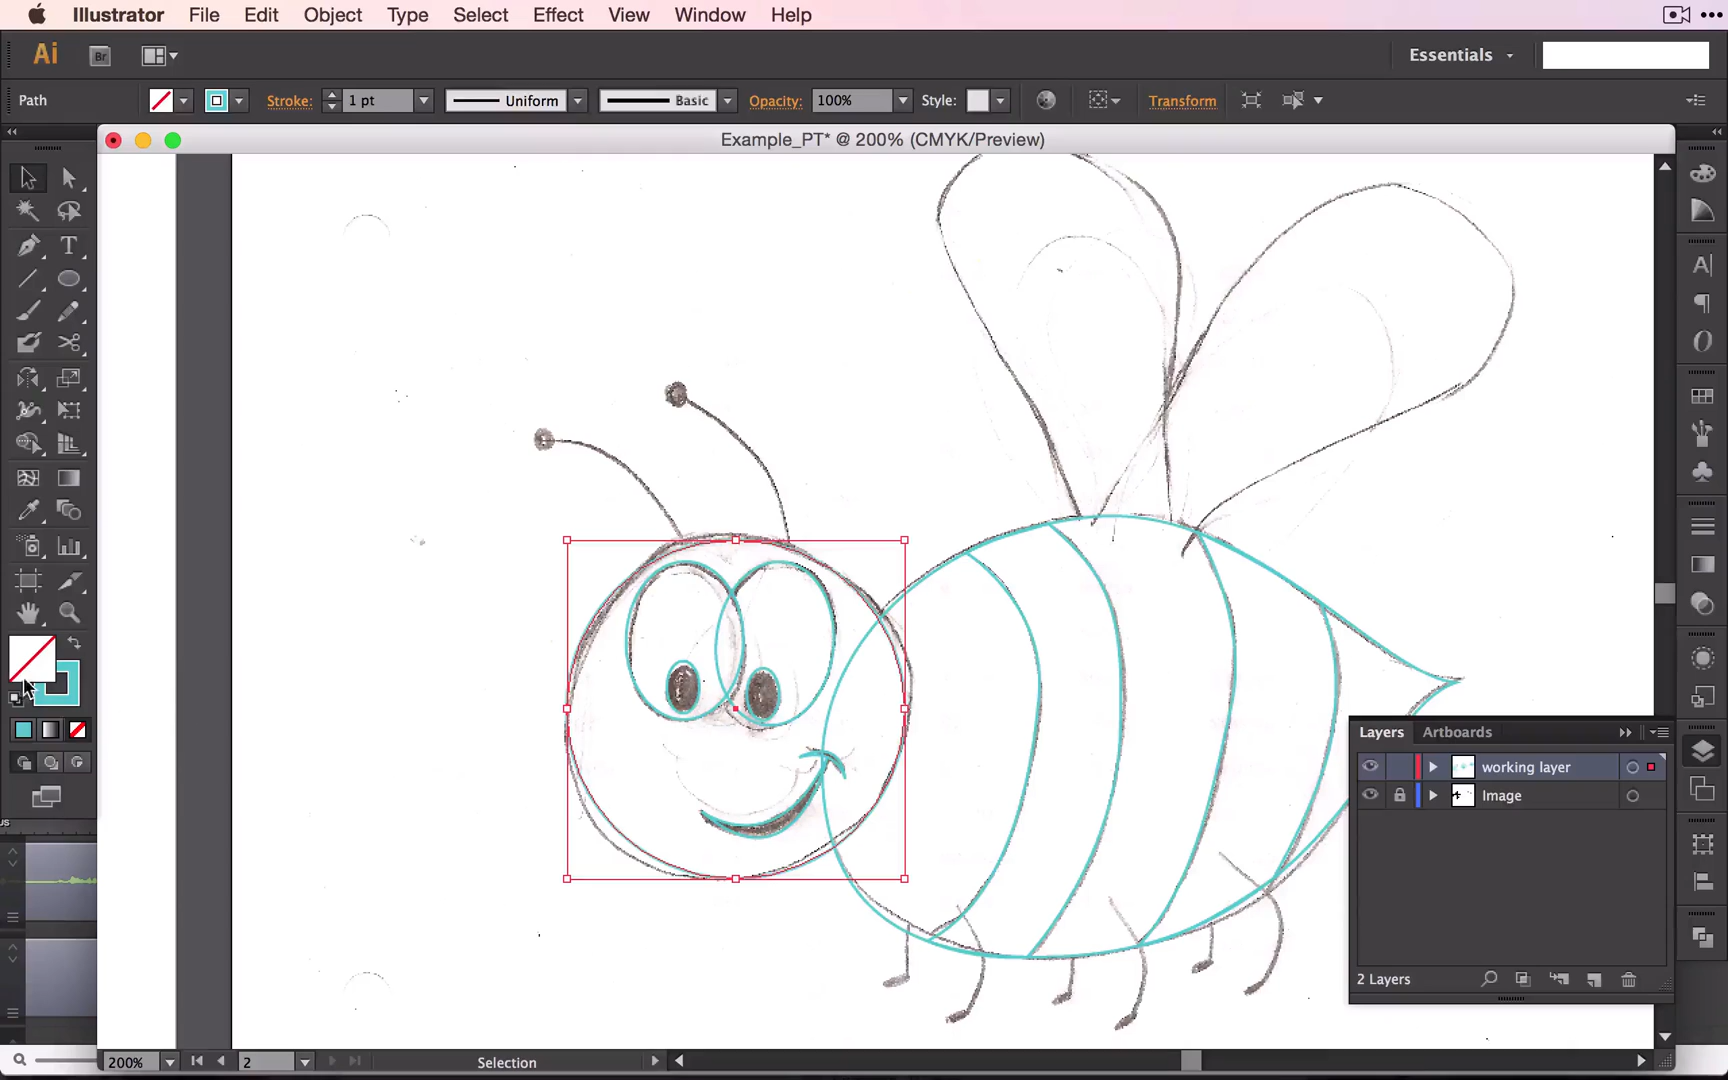 Illustrator File Edit Object Type Select Effect View Window Help
Ai Br Essentials
Path Stroke: 1 pt Uniform Basic Opacity: 100% Style: Transform
Example_PT* @ 200% (CMYK/Preview)
T
A
O
Layers Artboards
working layer
Image
2 Layers
us
200% 2 Selection